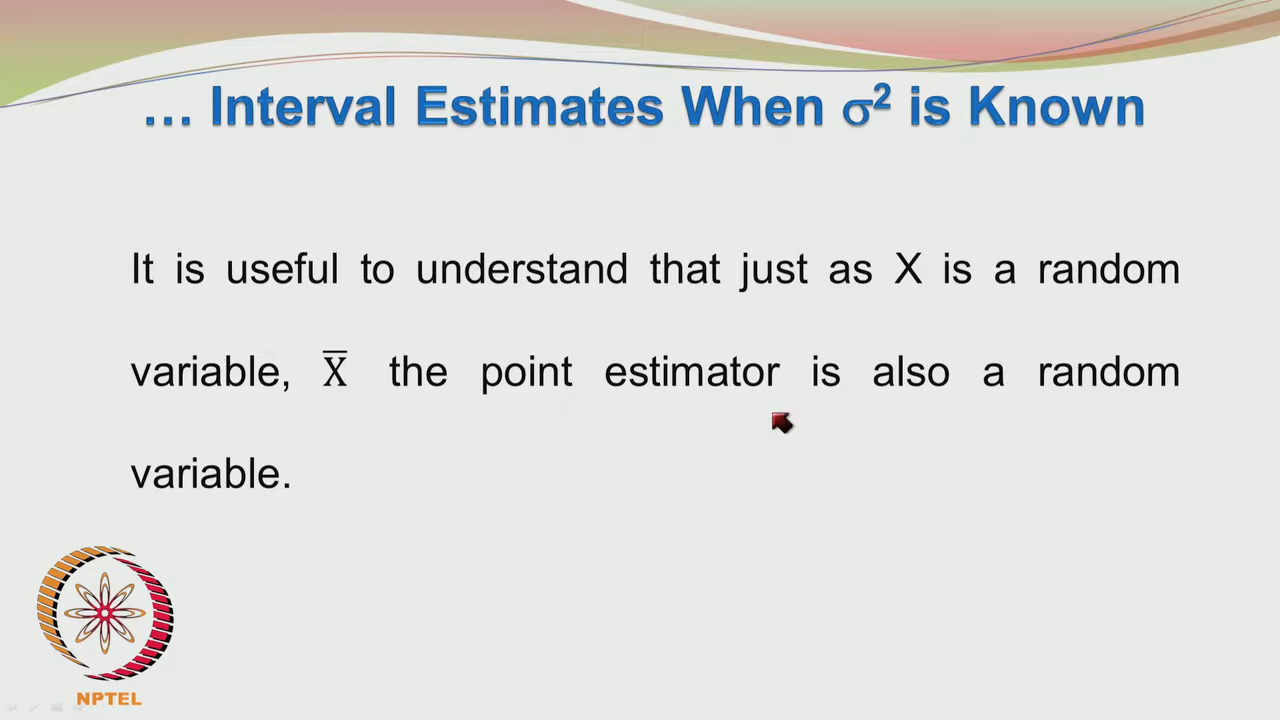 ... Interval Estimates When σ² is Known
It is useful to understand that just as X is a random
variable, X̅ the point estimator is also a random
variable.
NPTEL